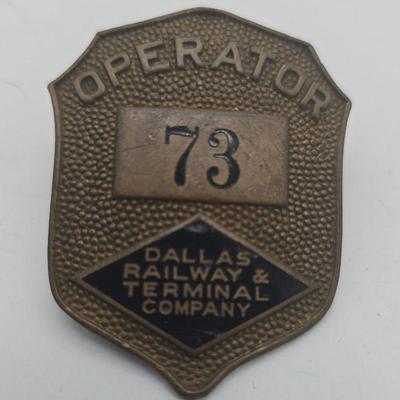 OPERATOR
73
DALLAS
RAILWAY &
TERMINAL
COMPANY